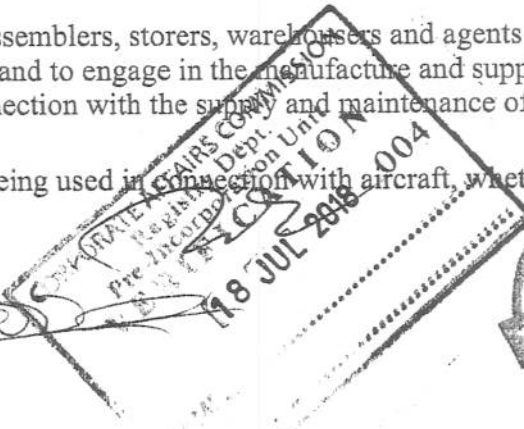 ssemblers, storers, warehousers and agents
and to engage in the manufacture and supp
nection with the supply and maintenance of
eing used in connection with aircraft, whet
CORPORATE AFFAIRS COMMISSION
Registry Dept.
Pre-Incorporation Unit
18 JUL 2018 004